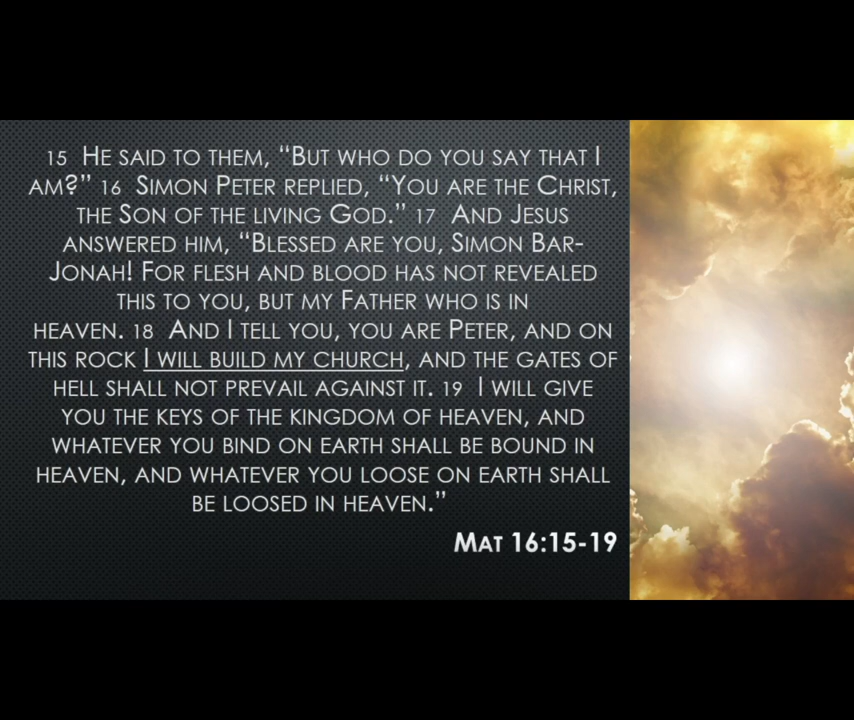 15 He said to them, “But who do you say that I
am?” 16 Simon Peter replied, “You are the Christ,
the Son of the living God.” 17 And Jesus
answered him, “Blessed are you, Simon Bar-
Jonah! For flesh and blood has not revealed
this to you, but my Father who is in
heaven. 18 And I tell you, you are Peter, and on
this rock I will build my church, and the gates of
hell shall not prevail against it. 19 I will give
you the keys of the kingdom of heaven, and
whatever you bind on earth shall be bound in
heaven, and whatever you loose on earth shall
be loosed in heaven.”
Mat 16:15-19